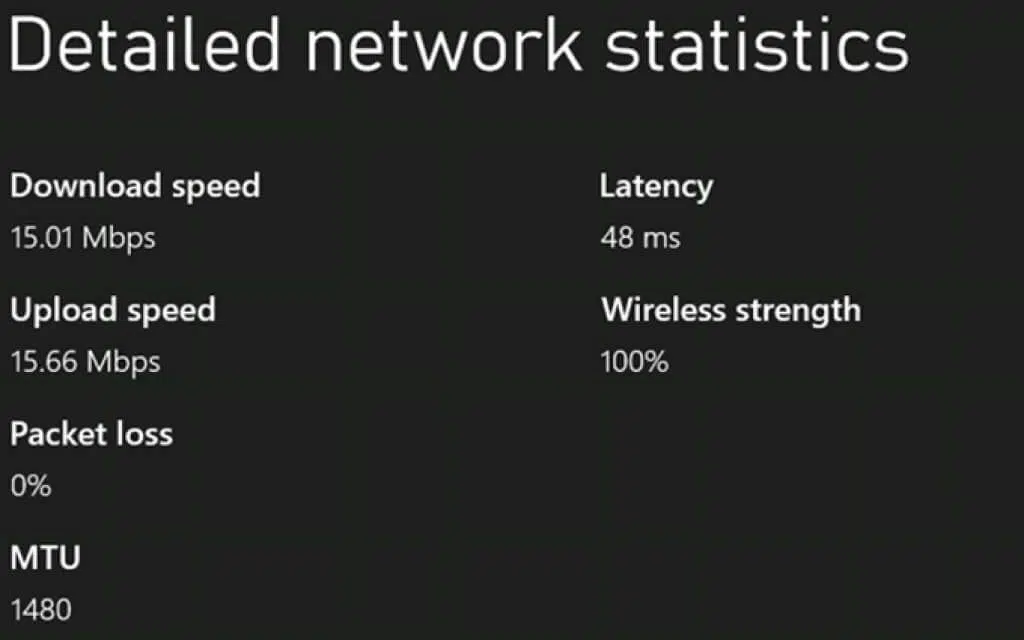 Detailed network statistics
Download speed
15.01 Mbps
Upload speed
15.66 Mbps
Packet loss
0%
MTU
1480
Latency
48 ms
Wireless strength
100%